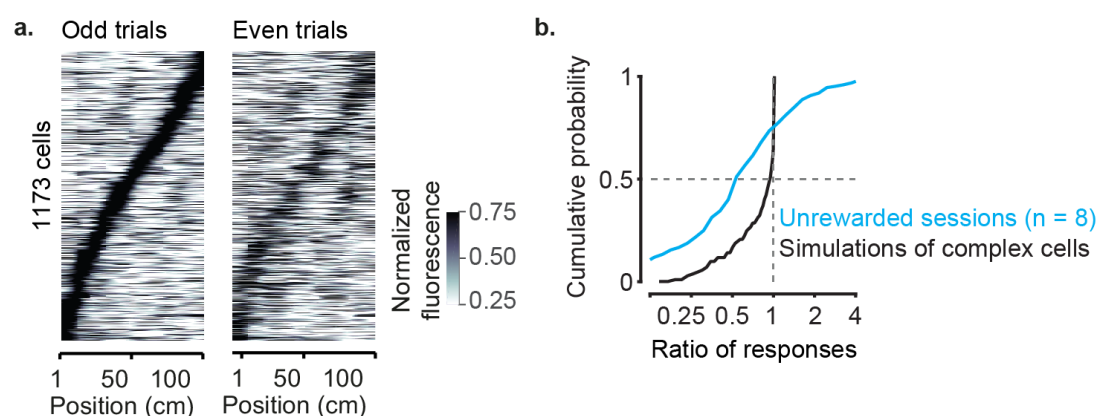 a.
Odd trials
Even trials
1173 cells
1 50 100
Position (cm)
1 50 100
Position (cm)
Normalized
fluorescence
0.75
0.50
0.25
b.
Cumulative probability
1
0.5
0
0.25 0.5 1 2 4
Ratio of responses
Unrewarded sessions (n = 8)
Simulations of complex cells